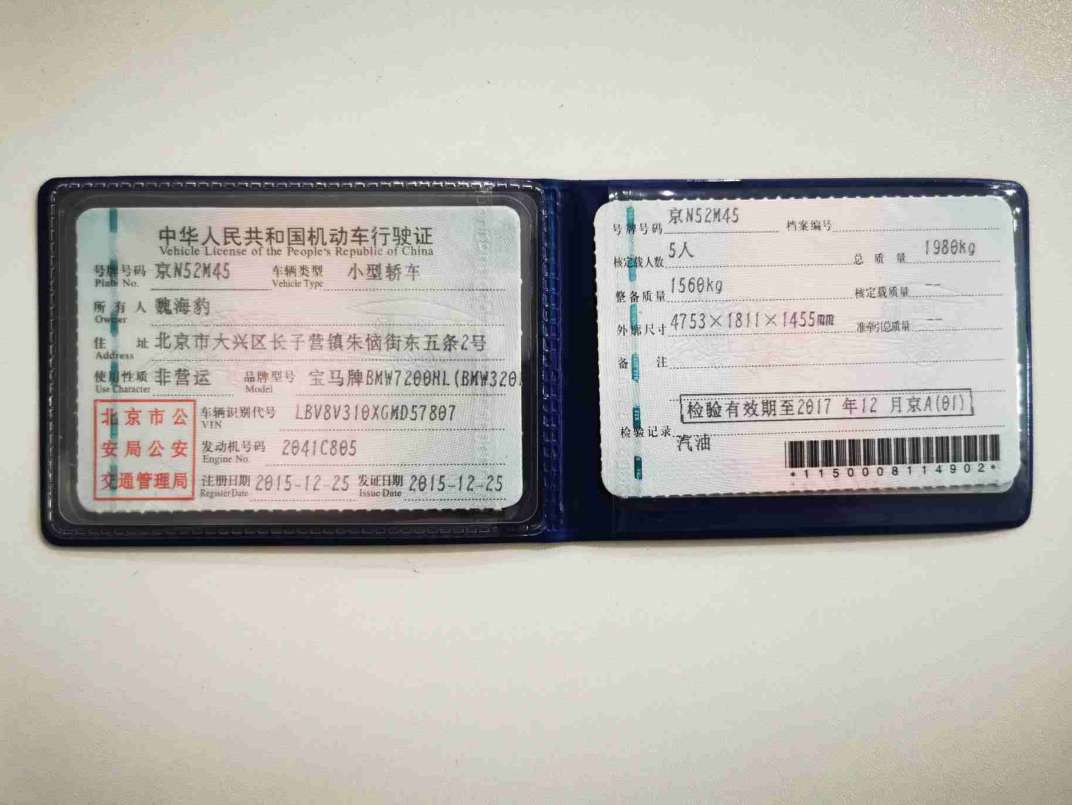 中华人民共和国机动车行驶证
Vehicle License of the People's Republic of China
号牌号码 京N52M45 车辆类型 小型轿车
Plate No. Vehicle Type
所有人 魏海豹
Owner
住址 北京市大兴区长子营镇朱恼街东五条2号
Address
使用性质 非营运 品牌型号 宝马牌BMW7200ML(BMW320
Use Character Model
北京市公
安局公安
交通管理局
车辆识别代号 LBV8V310XGMD57807
VIN
发动机号码 2041C805
Engine No.
注册日期 2015-12-25 发证日期 2015-12-25
Register Date Issue Date
号牌号码 京N52M45 档案编号
核定载人数 5人 总质量 1980kg
整备质量 1560kg 核定载质量 --
外廓尺寸 4753×1811×1455mm 准牵引总质量 --
备注
检验有效期至2017 年12 月京A(01)
检验记录
汽油
*1150008114902*